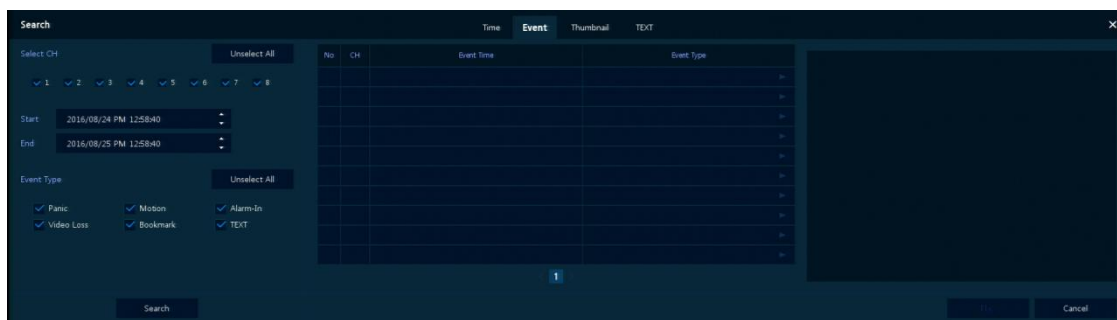 Search
Time Event Thumbnail TEXT
Select CH
Unselect All
1 2 3 4 5 6 7 8
Start 2016/08/24 PM 12:58:40
End 2016/08/25 PM 12:58:40
Event Type
Unselect All
Panic Motion Alarm-In
Video Loss Bookmark TEXT
Search
No CH Event Time Event Type
1
Cancel